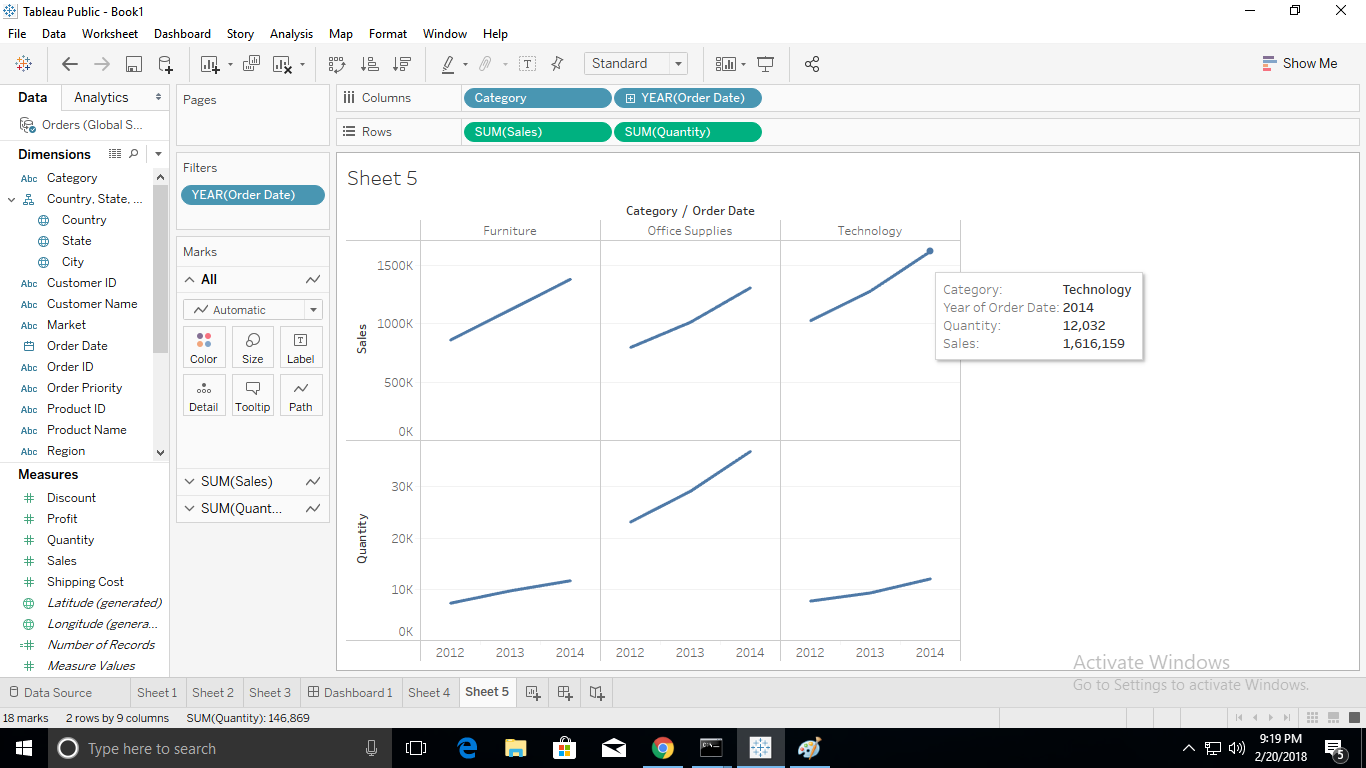 Tableau Public - Book1
File Data Worksheet Dashboard Story Analysis Map Format Window Help
Standard
Show Me
Data Analytics
Orders (Global S...
Dimensions
Abc Category
Country, State, ...
Country
State
City
Abc Customer ID
Abc Customer Name
Abc Market
Order Date
Abc Order ID
Abc Order Priority
Abc Product ID
Abc Product Name
Abc Region
Measures
Discount
Profit
Quantity
Sales
Shipping Cost
Latitude (generated)
Longitude (genera...
Number of Records
Measure Values
Pages
Filters
YEAR(Order Date)
Marks
All
Automatic
Color Size Label
Detail Tooltip Path
SUM(Sales)
SUM(Quant...
Columns Category YEAR(Order Date)
Rows SUM(Sales) SUM(Quantity)
Sheet 5
Category / Order Date
Furniture Office Supplies Technology
Sales
1500K
1000K
500K
0K
Quantity
30K
20K
10K
0K
2012 2013 2014 2012 2013 2014 2012 2013 2014
Category: Technology
Year of Order Date: 2014
Quantity: 12,032
Sales: 1,616,159
Activate Windows
Go to Settings to activate Windows.
Data Source Sheet 1 Sheet 2 Sheet 3 Dashboard 1 Sheet 4 Sheet 5
18 marks 2 rows by 9 columns SUM(Quantity): 146,869
Type here to search
9:19 PM
2/20/2018
5